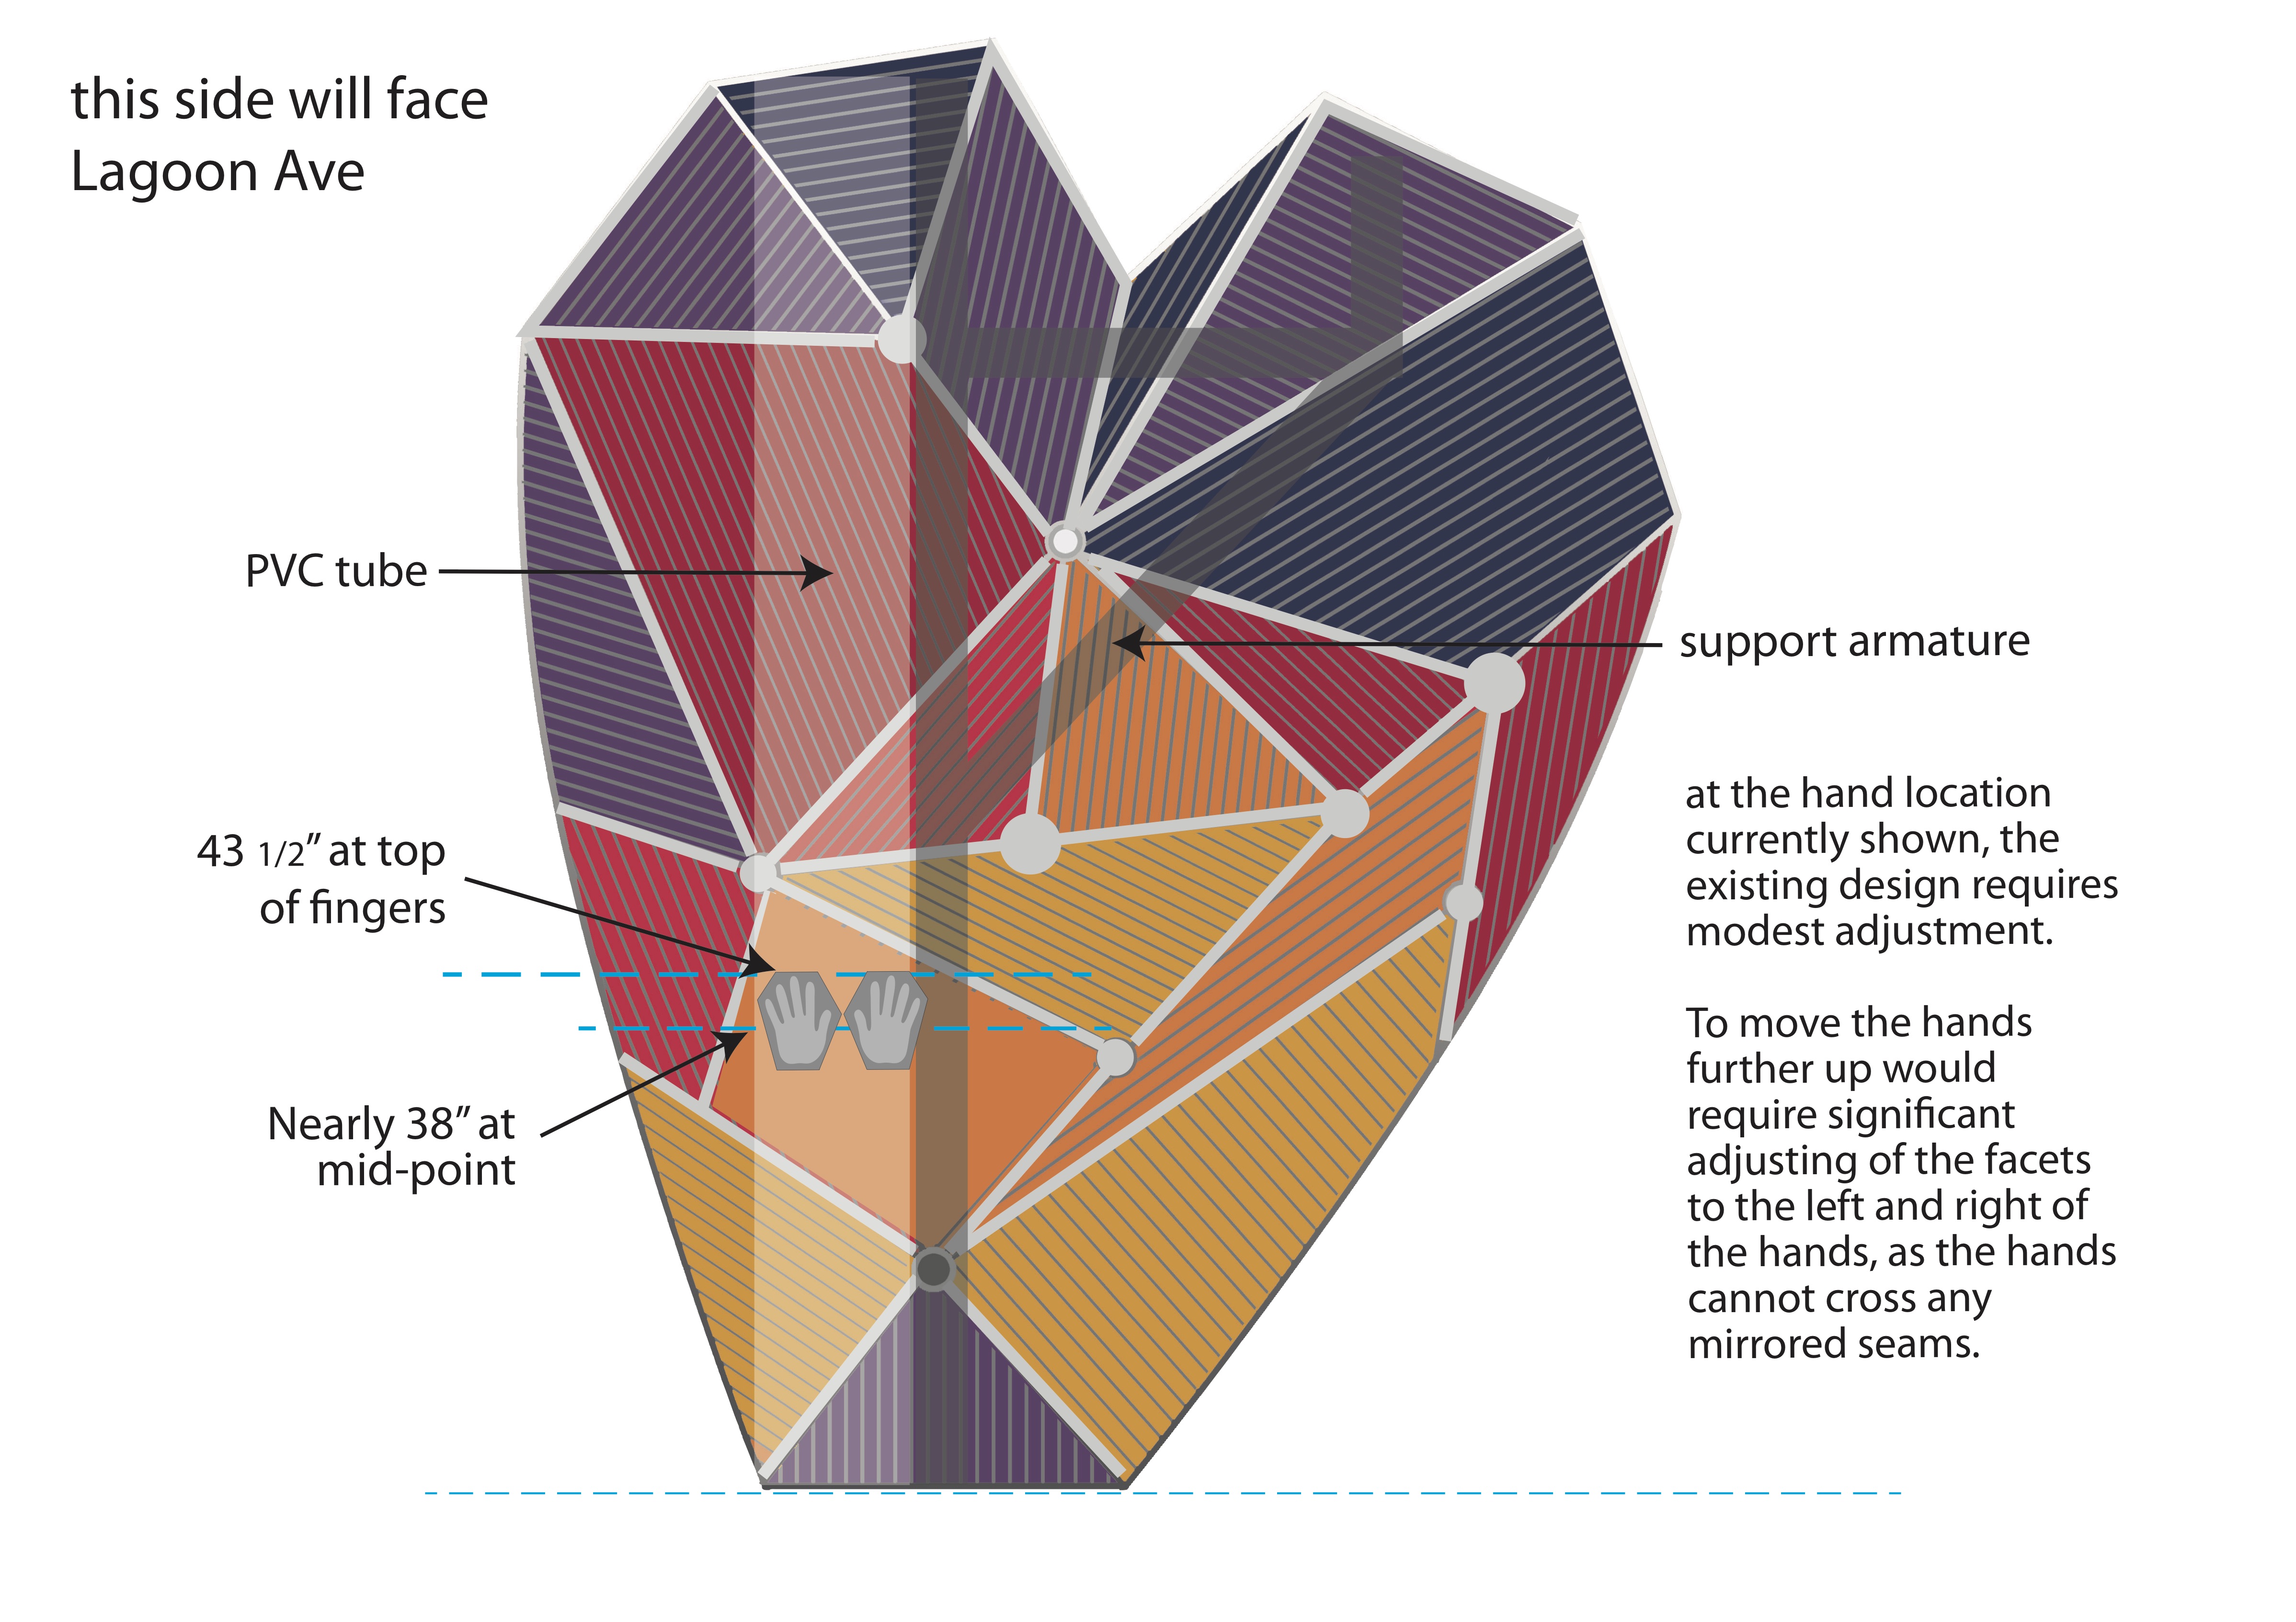 this side will face
Lagoon Ave
PVC tube
support armature
43 1/2” at top
of fingers
Nearly 38” at
mid-point
at the hand location
currently shown, the
existing design requires
modest adjustment.
To move the hands
further up would
require significant
adjusting of the facets
to the left and right of
the hands, as the hands
cannot cross any
mirrored seams.